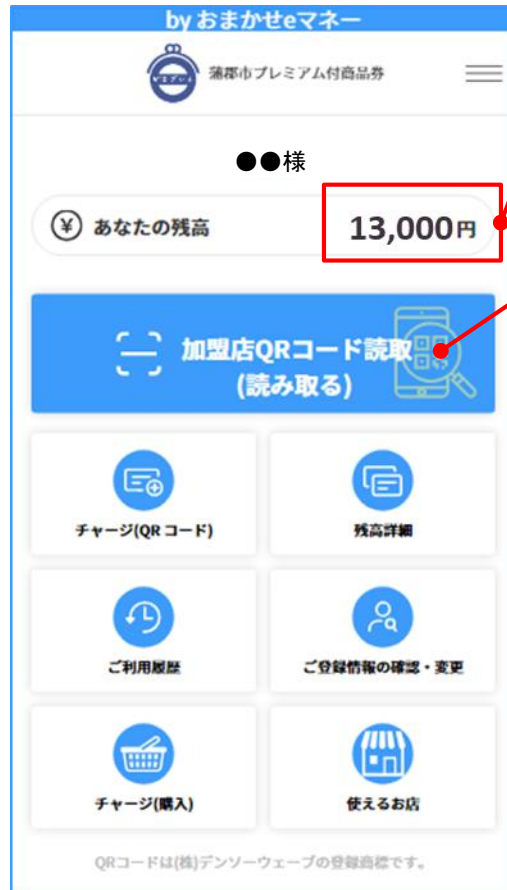 by おまかせeマネー
蒲郡市プレミアム付商品券
●●様
あなたの残高
13,000円
加盟店QRコード読取
(読み取る)
チャージ(QRコード)
残高詳細
ご利用履歴
ご登録情報の確認・変更
チャージ(購入)
使えるお店
QRコードは(株)デンソーウェーブの登録商標です。